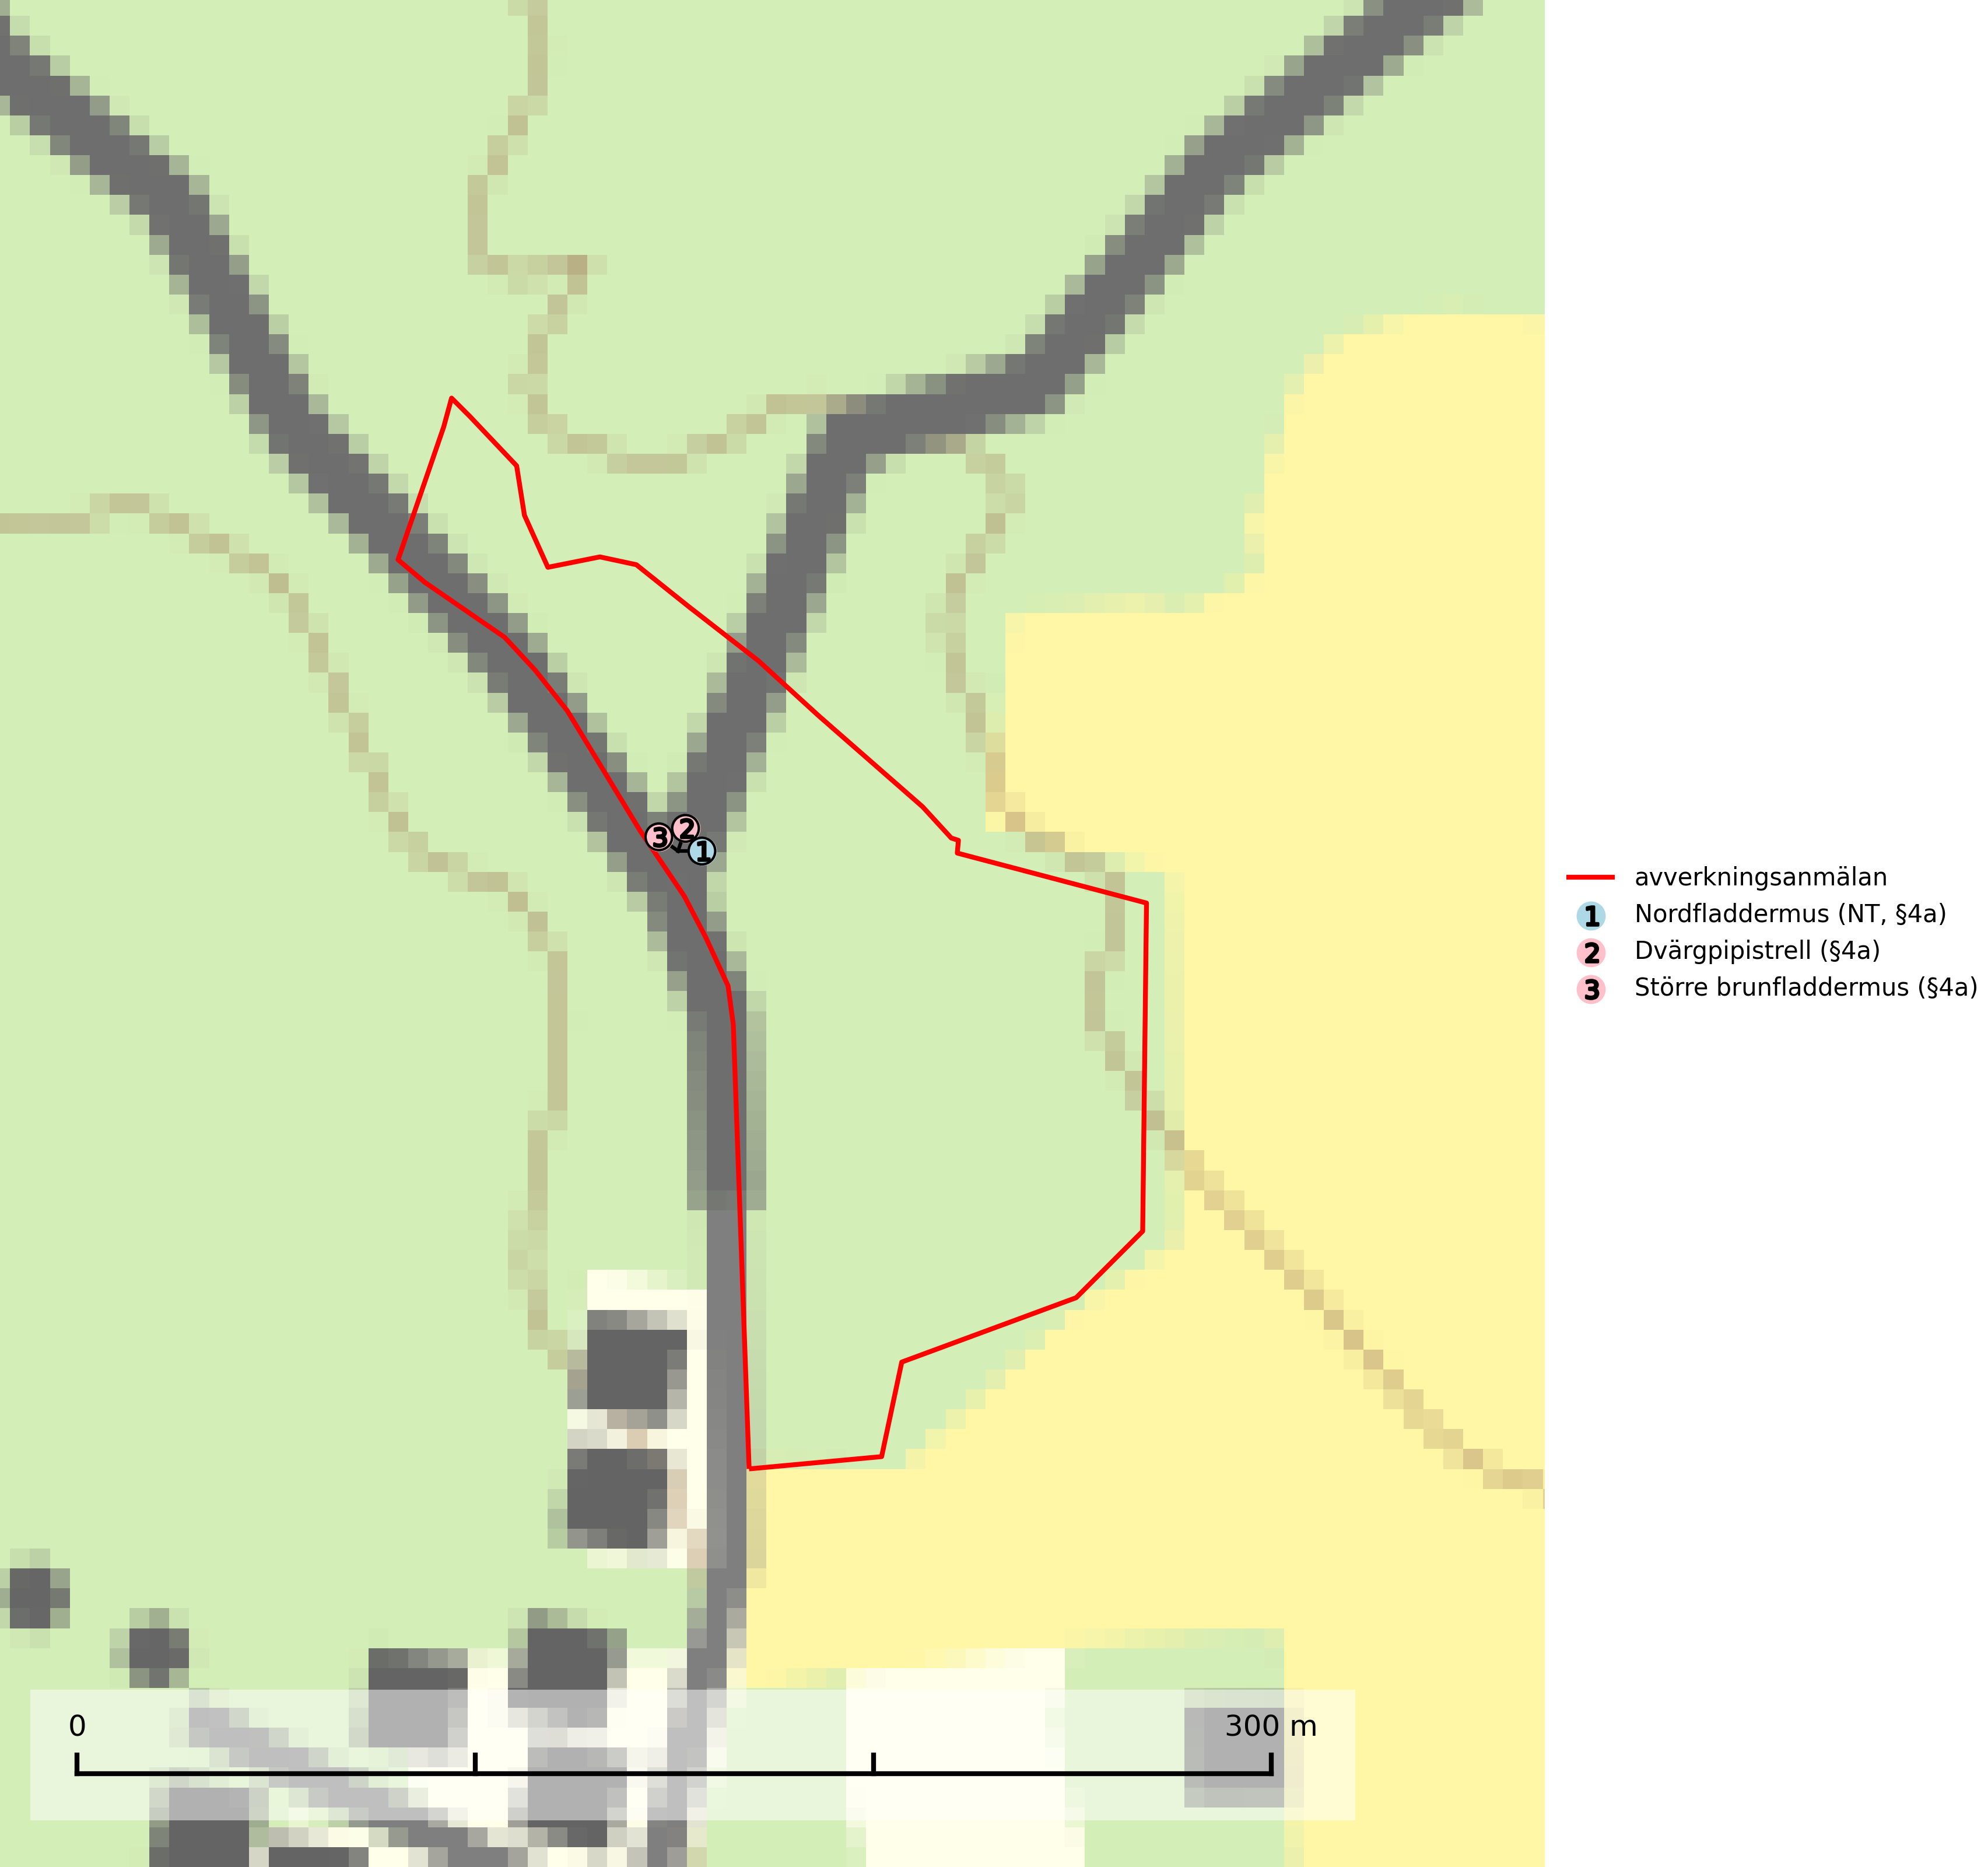 3
2
1
avverkningsanmälan
1 Nordfladdermus (NT, §4a)
2 Dvärgpipistrell (§4a)
3 Större brunfladdermus (§4a)
0 300 m